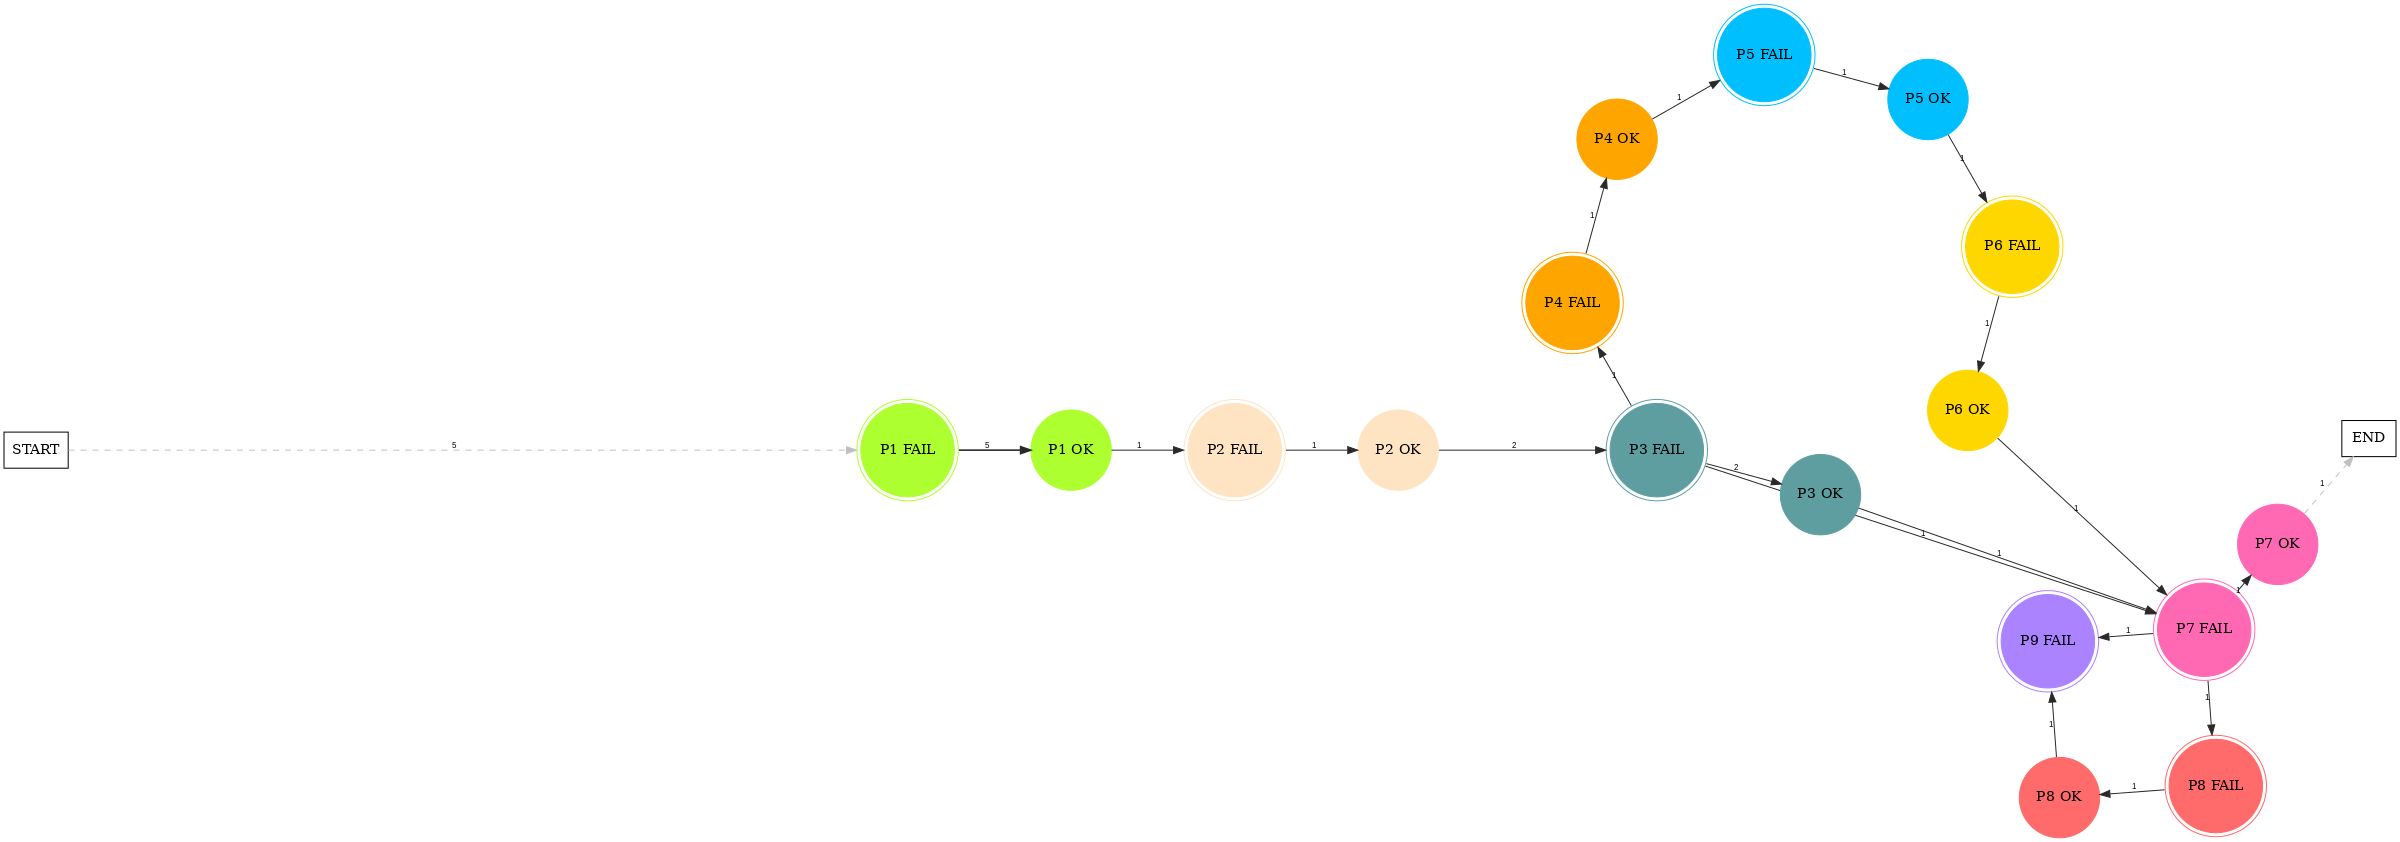 START
5
P1 FAIL
5
P1 OK
1
P2 FAIL
1
P2 OK
2
P3 FAIL
1
P4 FAIL
1
P4 OK
1
P5 FAIL
1
P5 OK
1
P6 FAIL
1
P6 OK
1
2
P3 OK
1
1
P7 FAIL
1
P7 OK
1
END
1
P9 FAIL
1
P8 FAIL
1
P8 OK
1